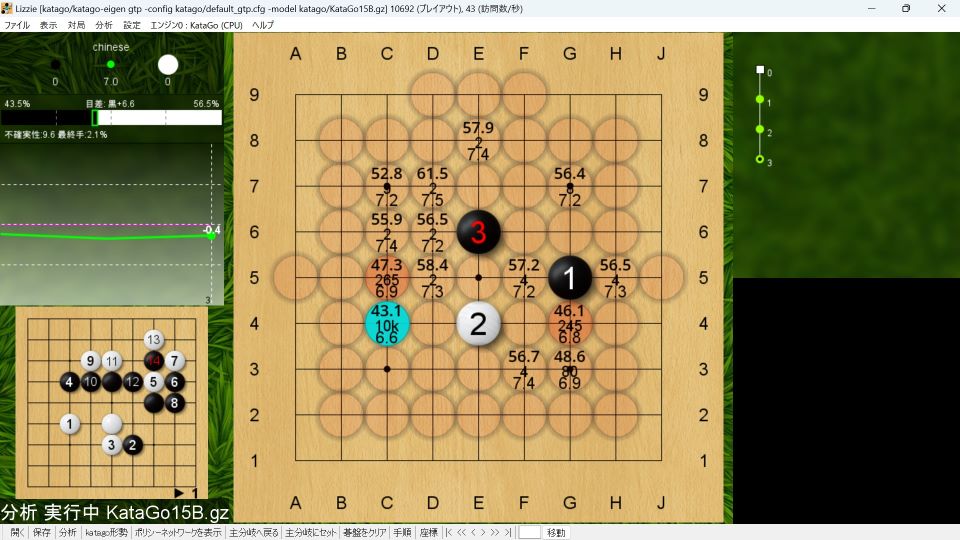 Lizzie [katago/katago-eigen gtp -config katago/default_gtp.cfg -model katago/KataGo15B.gz] 10692 (プレイアウト), 43 (訪問数/秒)
ファイル 表示 対局 分析 設定 エンジン0 : KataGo (CPU) ヘルプ
chinese
0 7.0 0
43.5% 目差: 黒+6.6 56.5%
不確実性:9.6 最終手:2.1%
-0.4
3
A B C D E F G H J
9 9
8 57.9 8
2
7.4
7 52.8 61.5 56.4 7
9 2 8
7.2 7.5 7.2
6 55.9 56.5 3 6
2 2
7.4 7.2
5 47.3 58.4 57.2 1 56.5 5
265 2 4 4
6.9 7.3 7.2 7.3
4 43.1 2 46.1 4
10k 245
6.6 6.8
3 56.7 48.6 3
4 80
7.4 6.9
2 2
1 1
A B C D E F G H J
0
1
2
3
13
9 11 14 7
4 10 12 5 6
8
1
3 2
▶ 1
分析 実行中 KataGo15B.gz
開く 保存 分析 katago形勢 ポリシーネットワークを表示 主分岐へ戻る 主分岐にセット 碁盤をクリア 手順 座標 |< << < > >> >| 移動